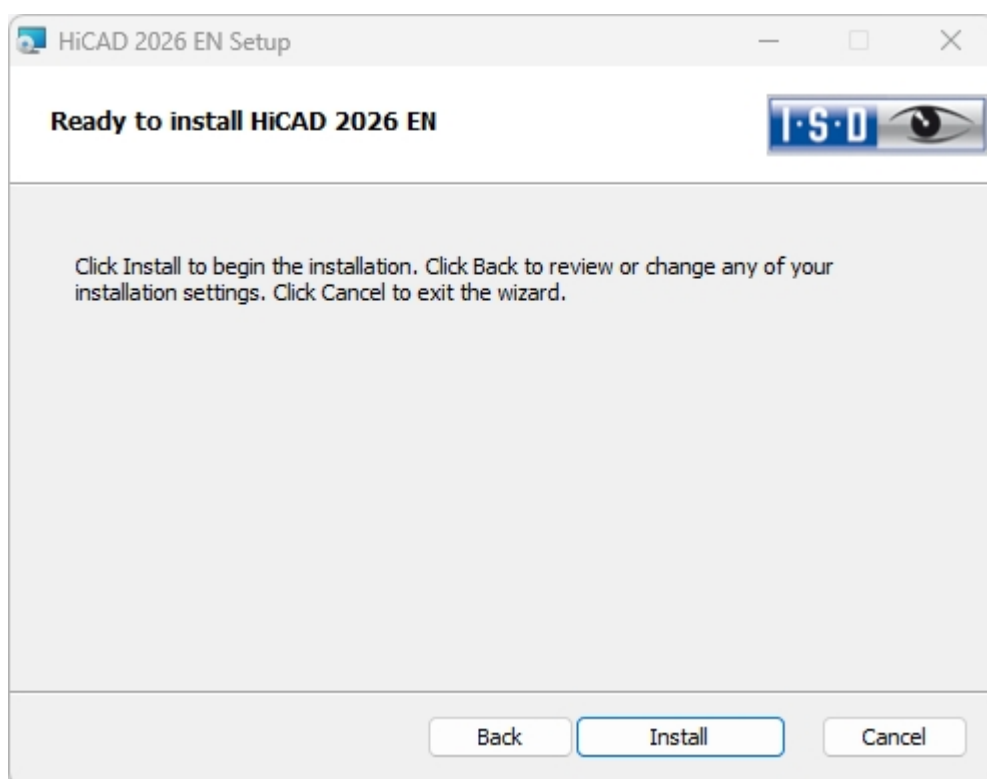 HiCAD 2026 EN Setup
Ready to install HiCAD 2026 EN
I·S·D
Click Install to begin the installation. Click Back to review or change any of your
installation settings. Click Cancel to exit the wizard.
Back
Install
Cancel